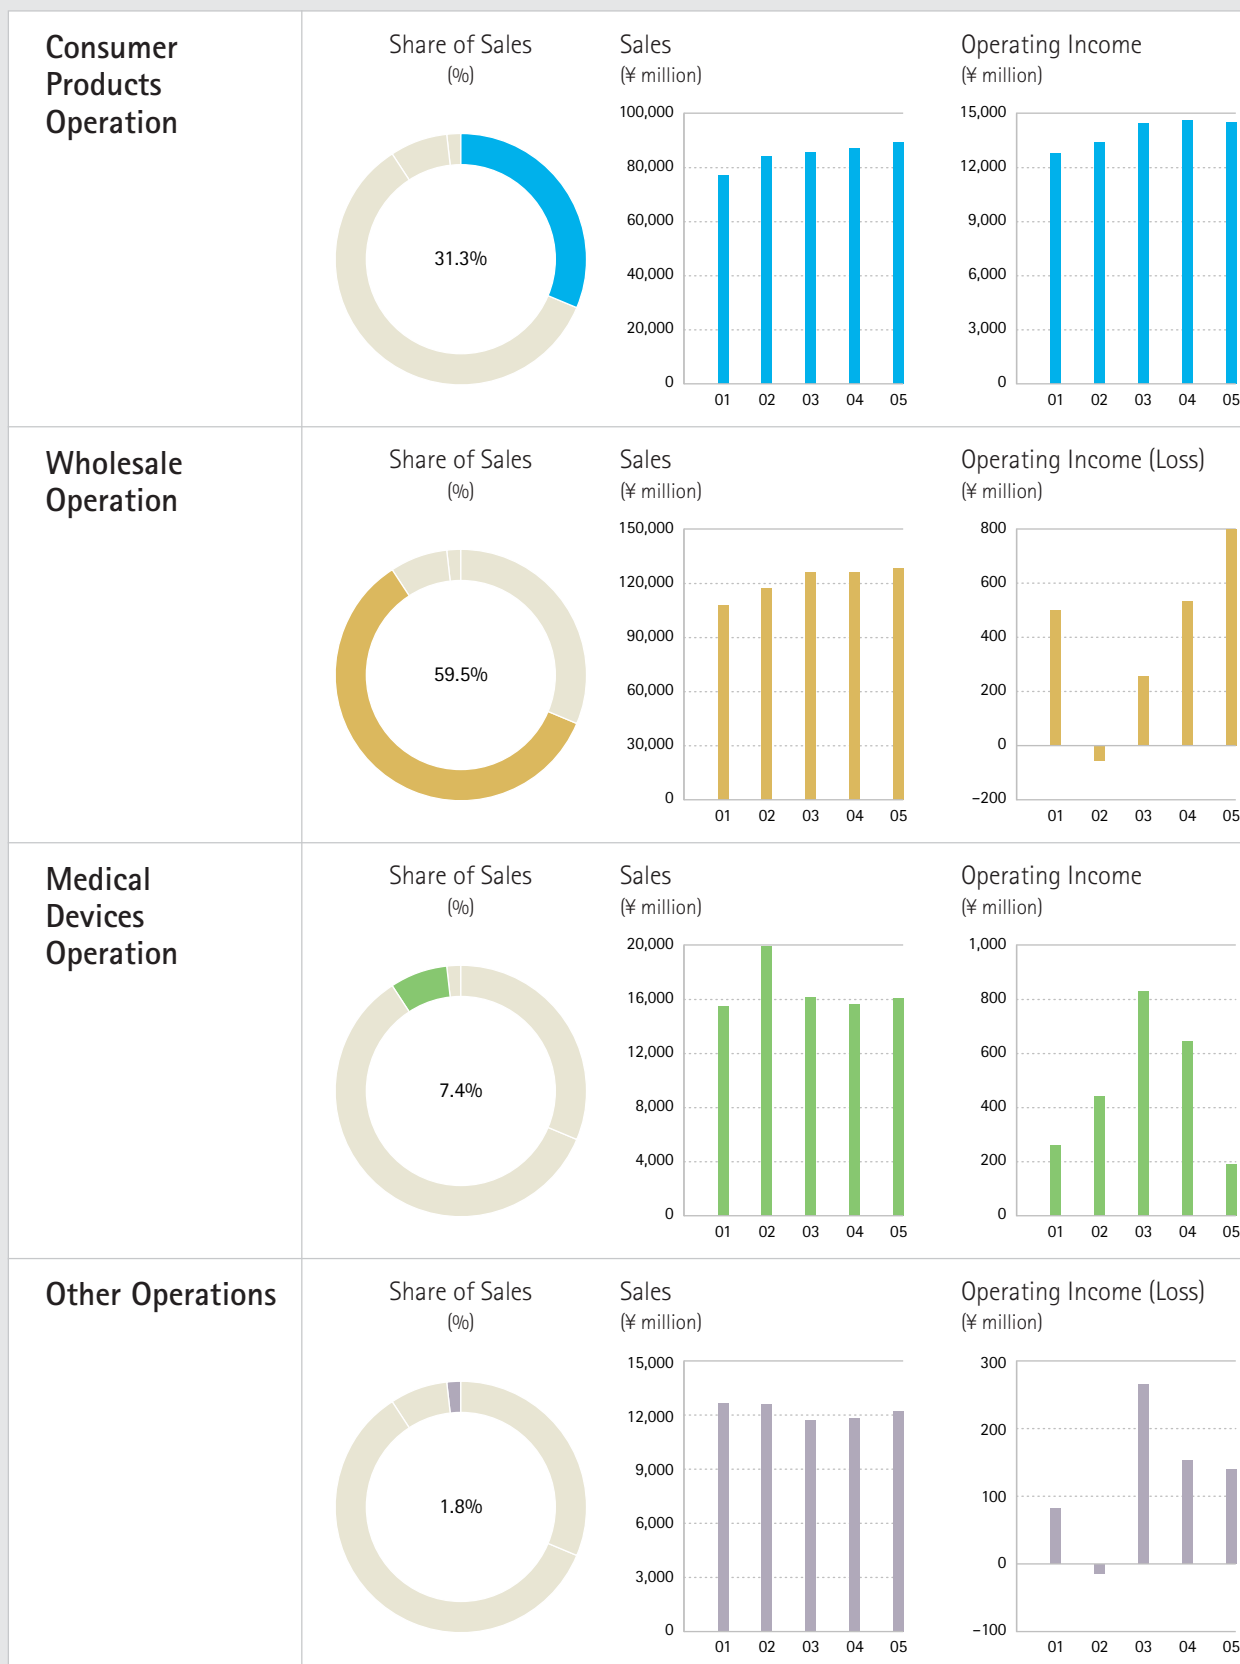 Consumer
Products
Operation
Share of Sales
(%)
31.3%
Sales
(¥ million)
100,000
80,000
60,000
40,000
20,000
0
01 02 03 04 05
Operating Income
(¥ million)
15,000
12,000
9,000
6,000
3,000
0
01 02 03 04 05
Wholesale
Operation
Share of Sales
(%)
59.5%
Sales
(¥ million)
150,000
120,000
90,000
60,000
30,000
0
01 02 03 04 05
Operating Income (Loss)
(¥ million)
800
600
400
200
0
–200
01 02 03 04 05
Medical
Devices
Operation
Share of Sales
(%)
7.4%
Sales
(¥ million)
20,000
16,000
12,000
8,000
4,000
0
01 02 03 04 05
Operating Income
(¥ million)
1,000
800
600
400
200
0
01 02 03 04 05
Other Operations
Share of Sales
(%)
1.8%
Sales
(¥ million)
15,000
12,000
9,000
6,000
3,000
0
01 02 03 04 05
Operating Income (Loss)
(¥ million)
300
200
100
0
–100
01 02 03 04 05